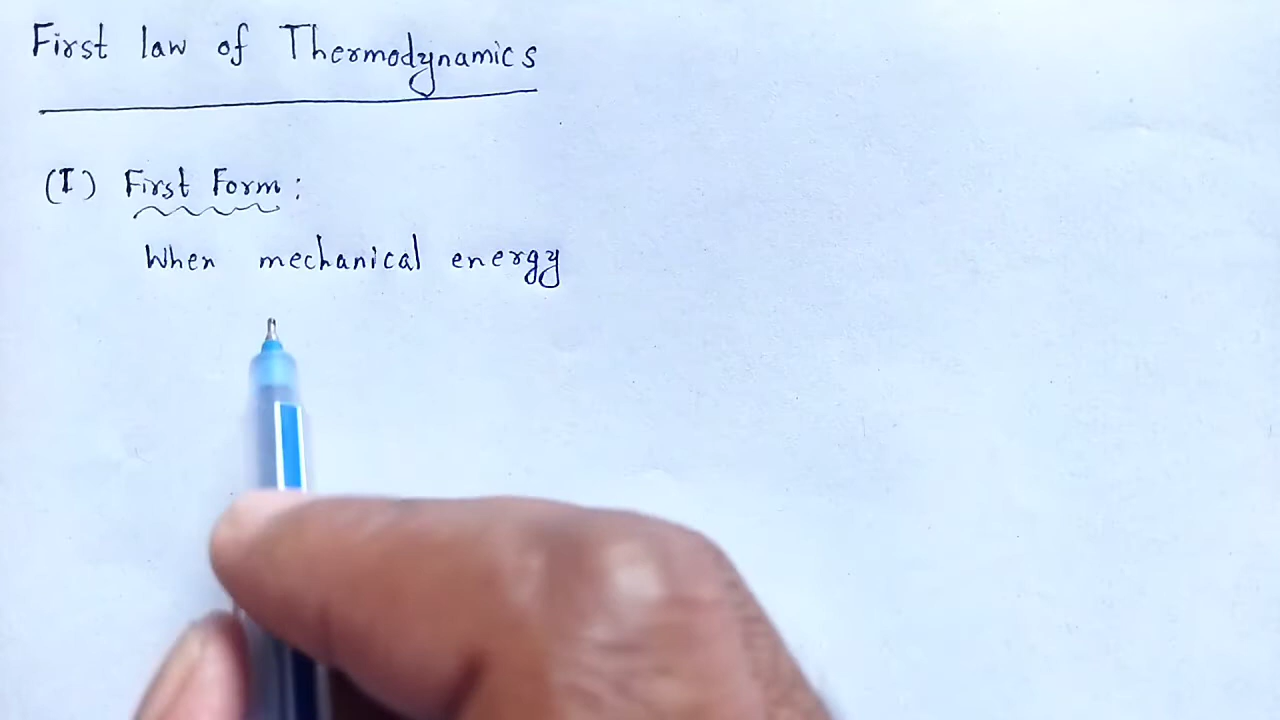 First law of Thermodynamics
(I) First Form:
When mechanical energy